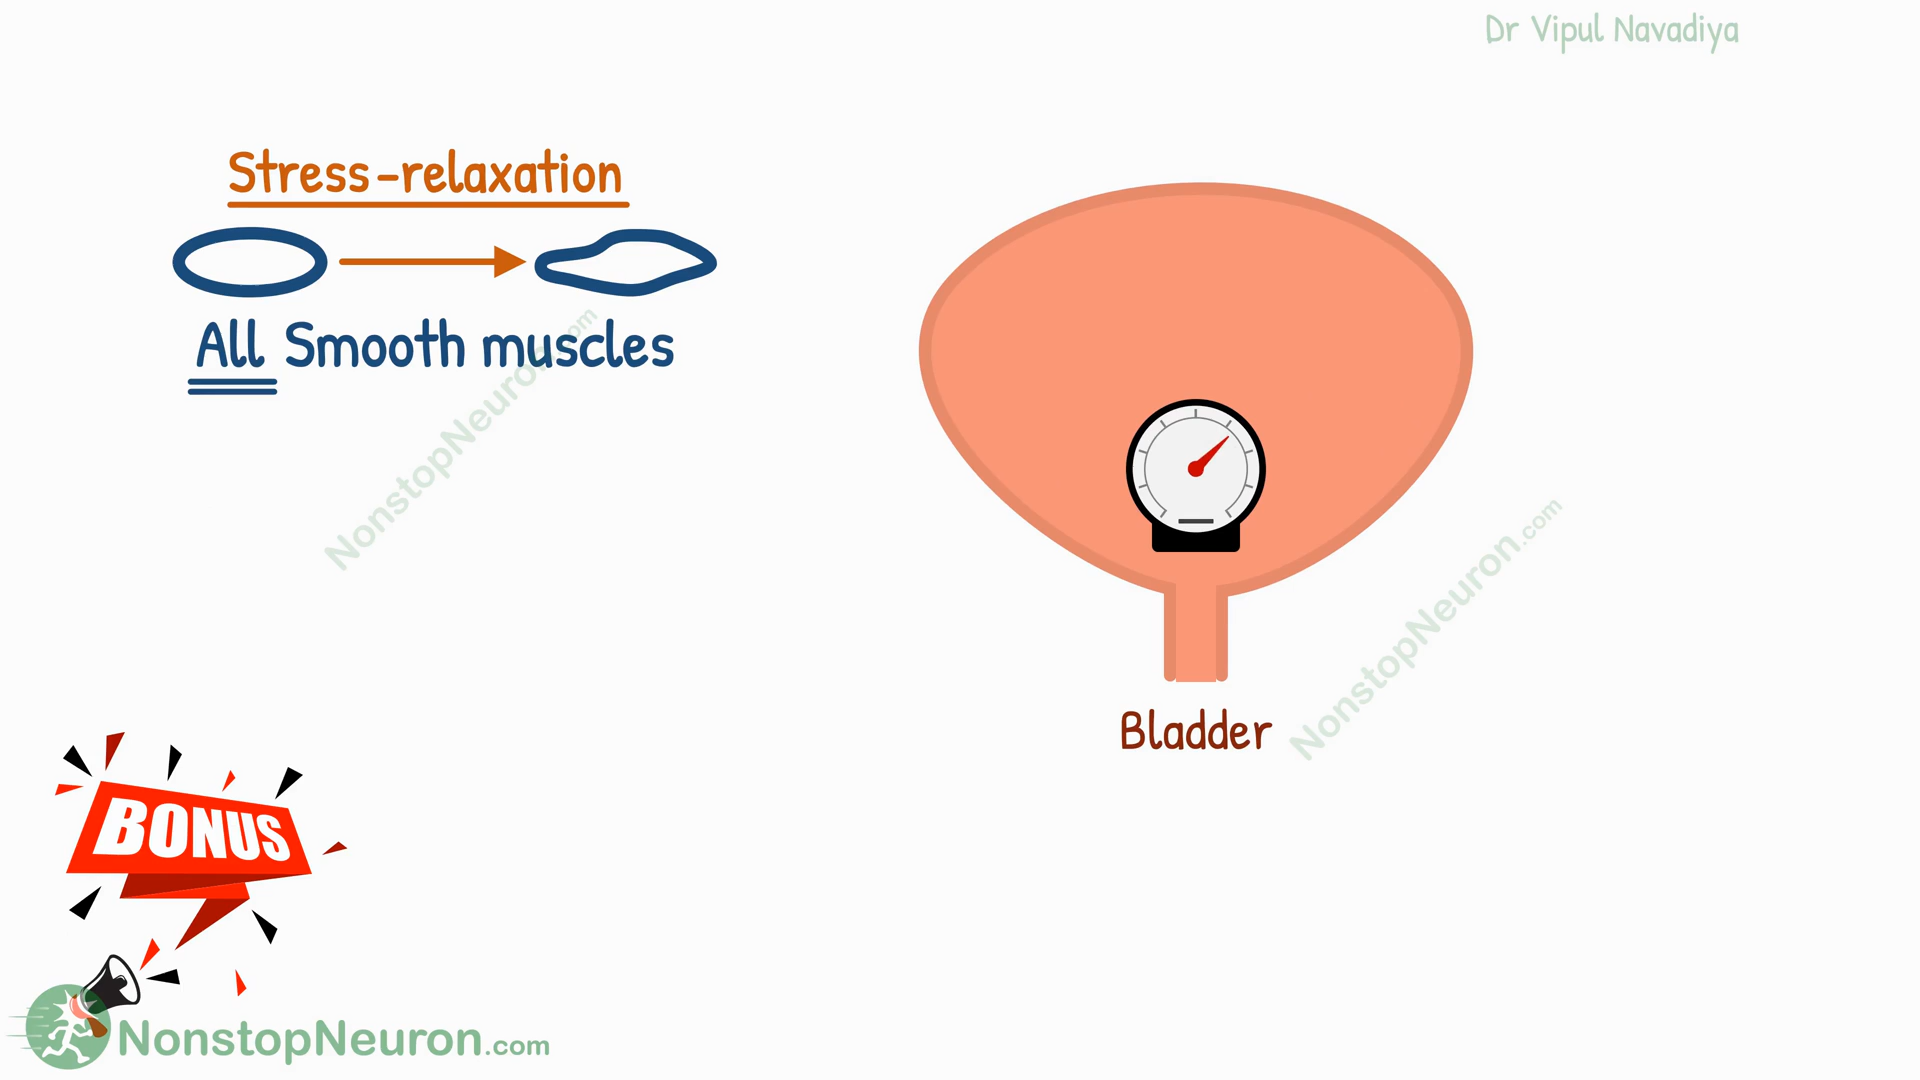 Dr Vipul Navadiya
Stress-relaxation
All Smooth muscles
NonstopNeuron.com
NonstopNeuron.com
Bladder
BONUS
NonstopNeuron.com